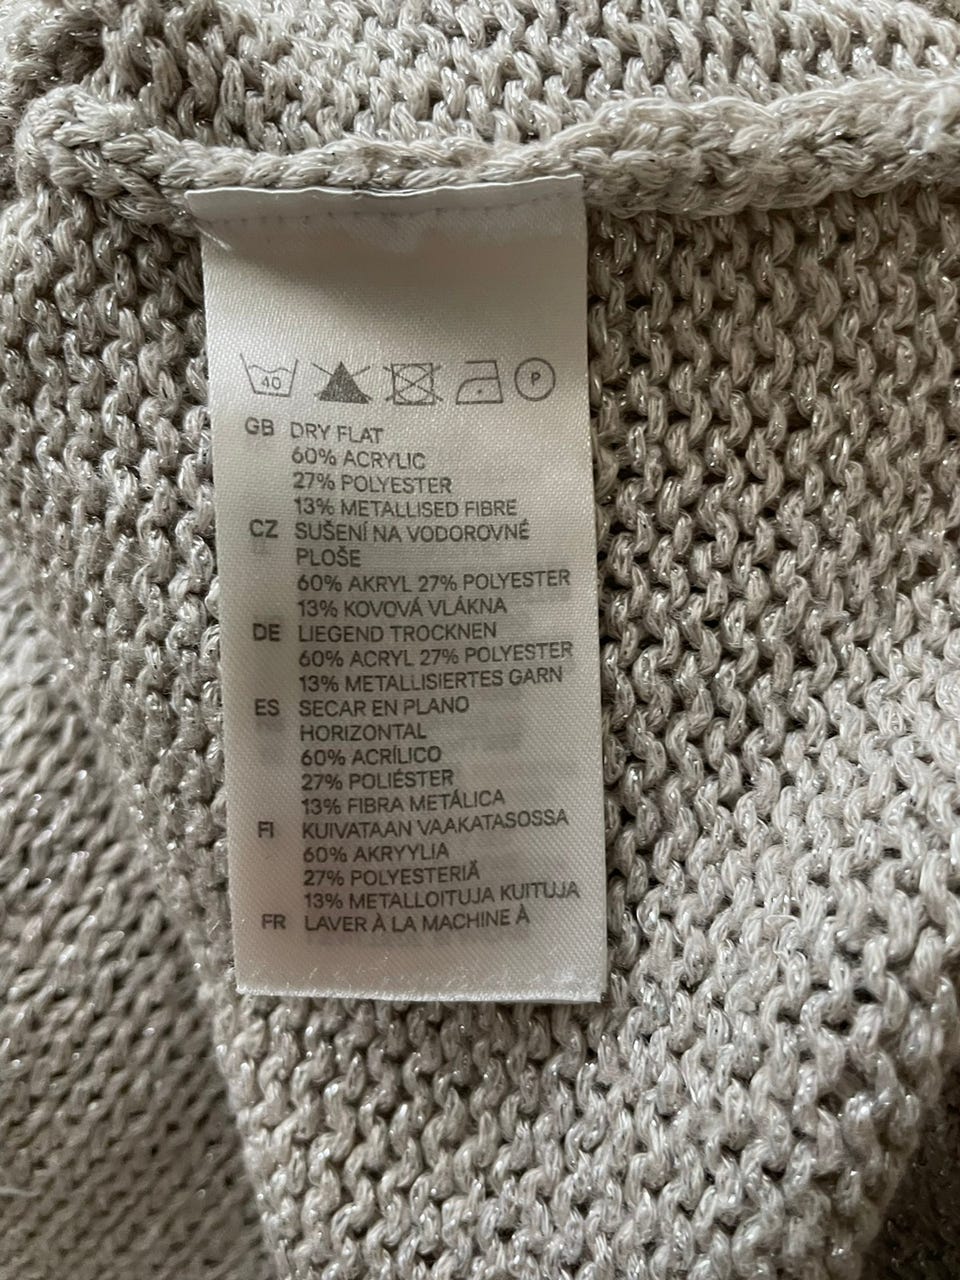 40 P
GB DRY FLAT
60% ACRYLIC
27% POLYESTER
13% METALLISED FIBRE
CZ SUŠENÍ NA VODOROVNÉ
PLOŠE
60% AKRYL 27% POLYESTER
13% KOVOVÁ VLÁKNA
DE LIEGEND TROCKNEN
60% ACRYL 27% POLYESTER
13% METALLISIERTES GARN
ES SECAR EN PLANO
HORIZONTAL
60% ACRÍLICO
27% POLIÉSTER
13% FIBRA METÁLICA
FI KUIVATAAN VAAKATASOSSA
60% AKRYYLIA
27% POLYESTERIÄ
13% METALLOITUJA KUITUJA
FR LAVER À LA MACHINE À